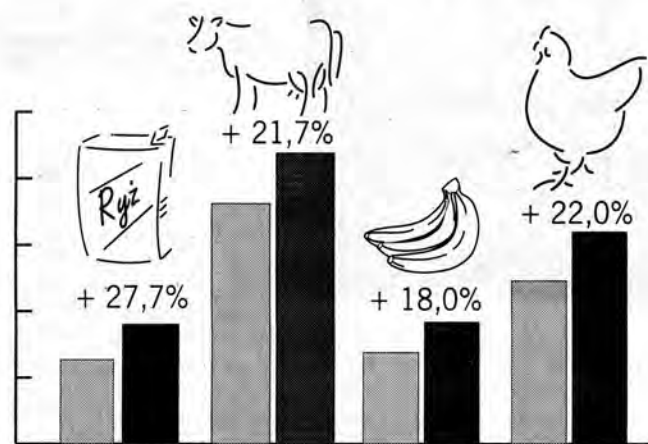 + 21,7%
Ryż
+ 22,0%
+ 27,7%
+ 18,0%